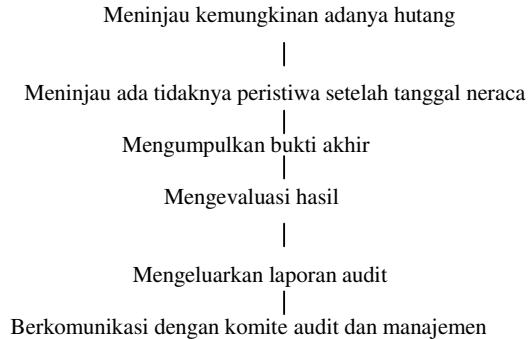 Meninjau kemungkinan adanya hutang
Meninjau ada tidaknya peristiwa setelah tanggal neraca
Mengumpulkan bukti akhir
Mengevaluasi hasil
Mengeluarkan laporan audit
Berkomunikasi dengan komite audit dan manajemen